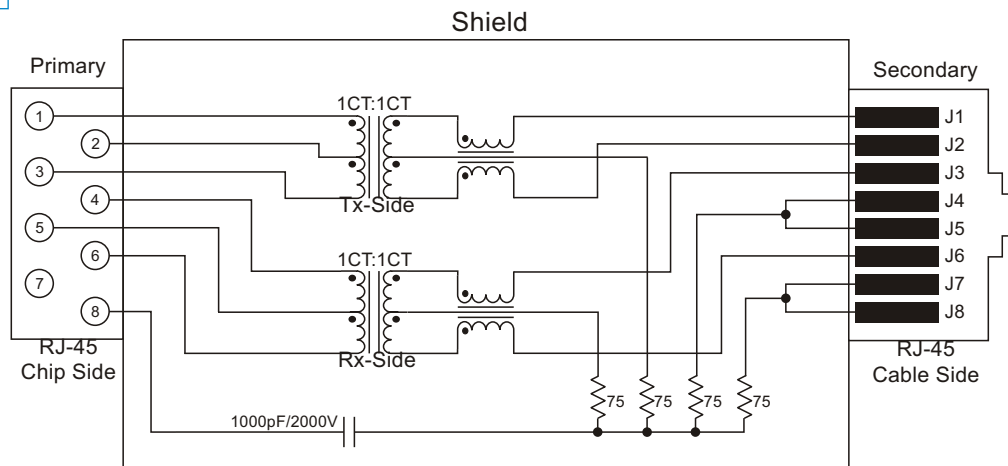 Shield
Primary
Secondary
1CT:1CT
1
J1
2
J2
3
J3
4
J4
Tx-Side
5
J5
6
J6
1CT:1CT
7
J7
8
J8
RJ-45
Chip Side
Rx-Side
RJ-45
Cable Side
75
75
75
75
1000pF/2000V